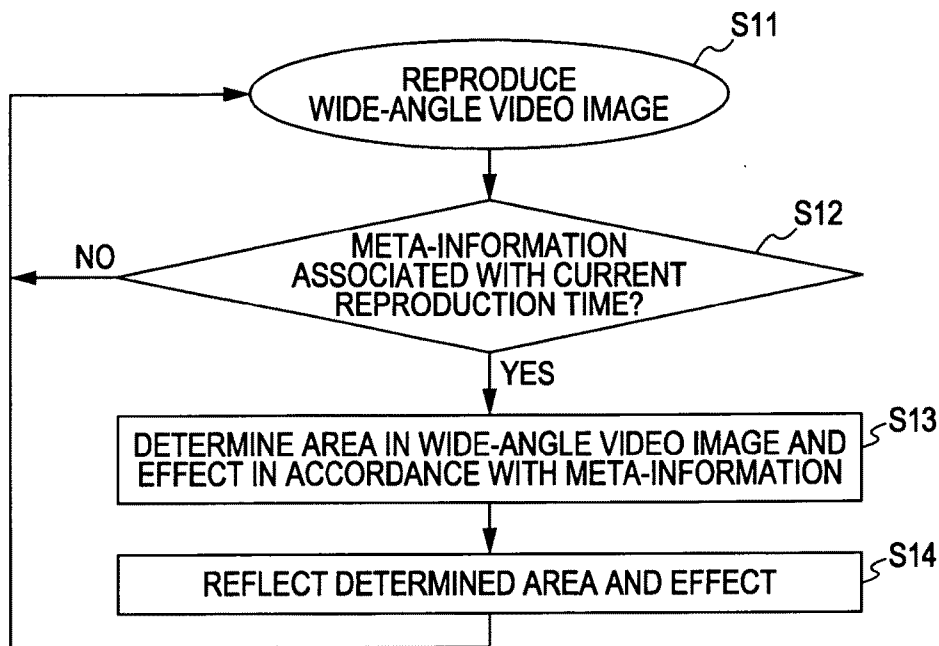 S11
REPRODUCE
WIDE-ANGLE VIDEO IMAGE
S12
META-INFORMATION
ASSOCIATED WITH CURRENT
REPRODUCTION TIME?
NO
YES
S13
DETERMINE AREA IN WIDE-ANGLE VIDEO IMAGE AND
EFFECT IN ACCORDANCE WITH META-INFORMATION
S14
REFLECT DETERMINED AREA AND EFFECT